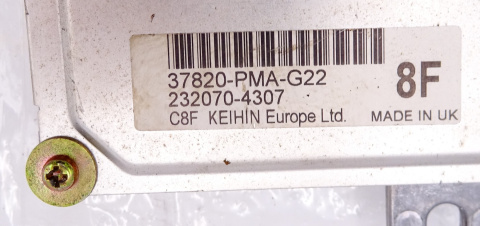 37820-PMA-G22
232070-4307
8F
C8F KEIHIN Europe Ltd. MADE IN UK